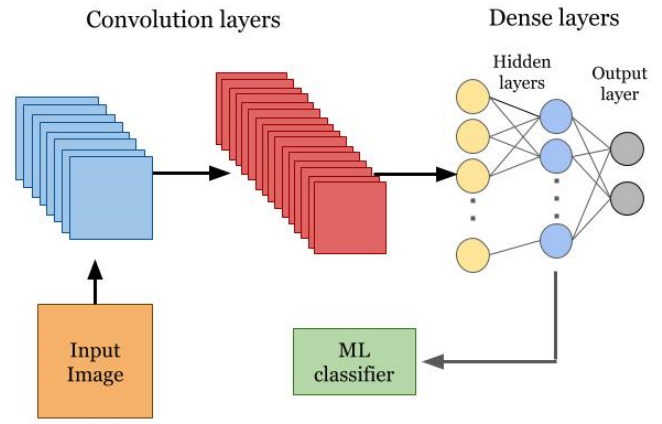 Convolution layers
Dense layers
Hidden
layers
Output
layer
Input
Image
ML
classifier